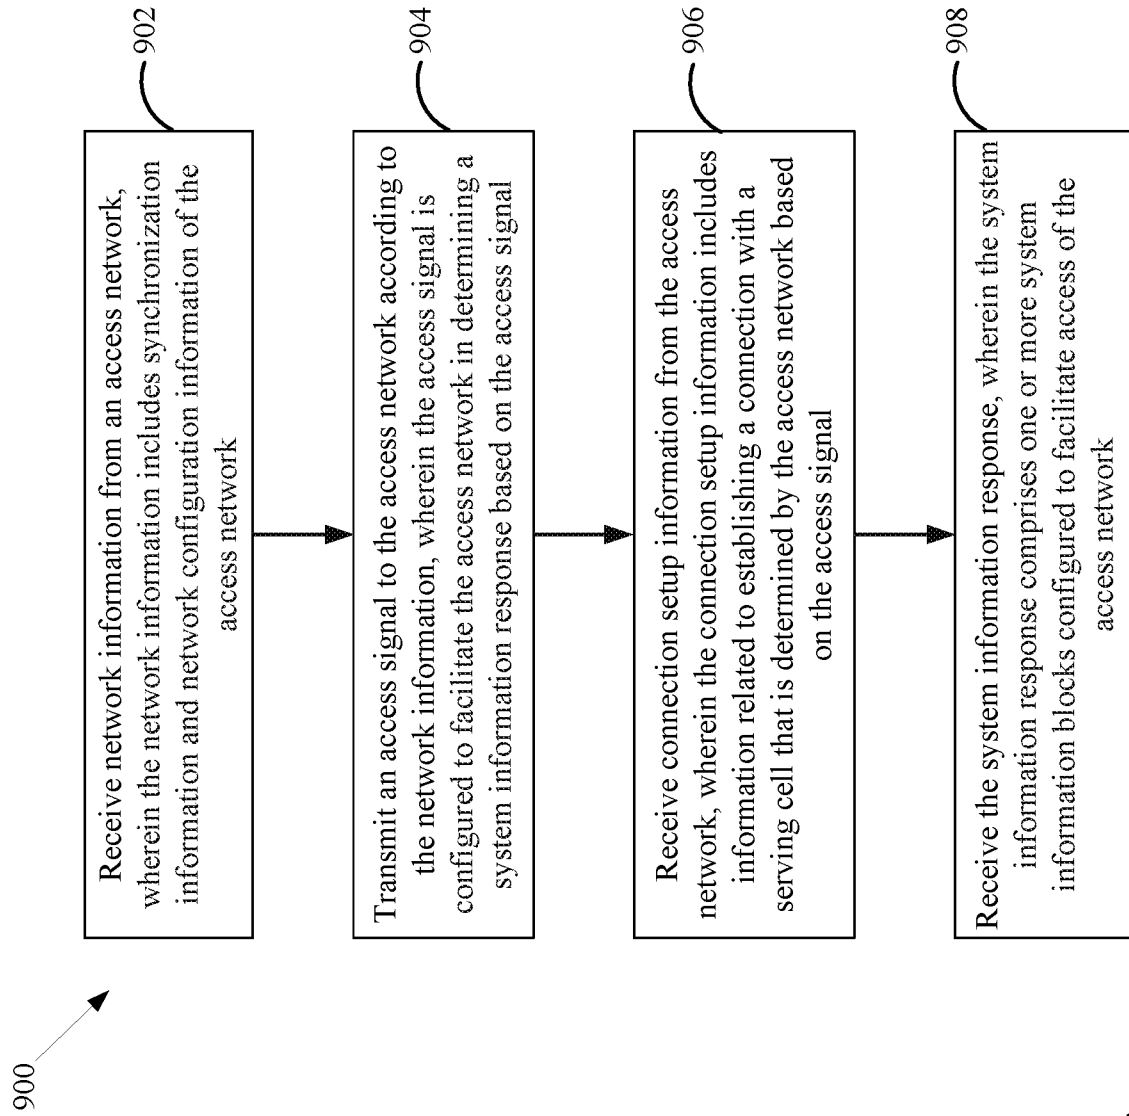 900
902
Receive network information from an access network,
wherein the network information includes synchronization
information and network configuration information of the
access network
904
Transmit an access signal to the access network according to
the network information, wherein the access signal is
configured to facilitate the access network in determining a
system information response based on the access signal
906
Receive connection setup information from the access
network, wherein the connection setup information includes
information related to establishing a connection with a
serving cell that is determined by the access network based
on the access signal
908
Receive the system information response, wherein the system
information response comprises one or more system
information blocks configured to facilitate access of the
access network